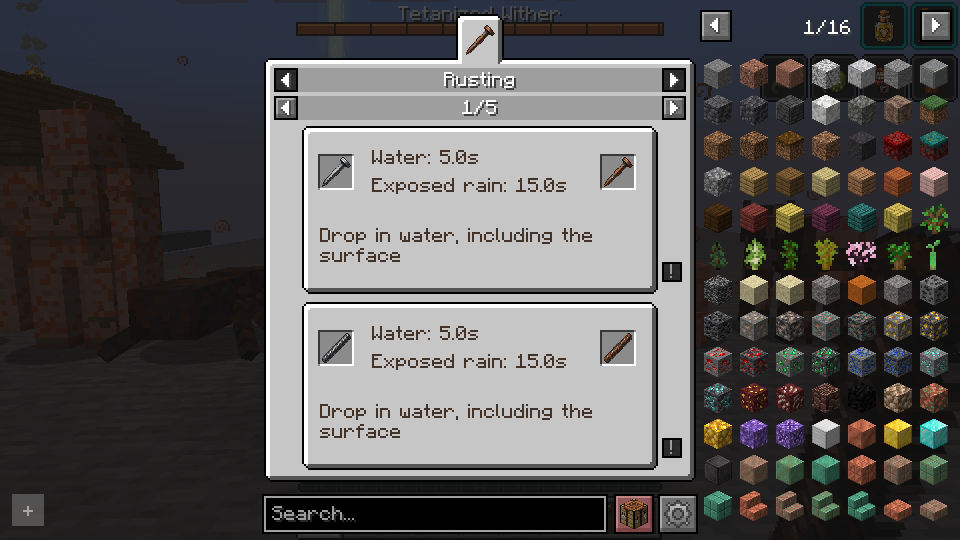 Tetanized Wither
1/16
Rusting
1/5
Water: 5.0s
Exposed rain: 15.0s
Drop in water, including the
surface
!
Water: 5.0s
Exposed rain: 15.0s
Drop in water, including the
surface
!
+
Search...